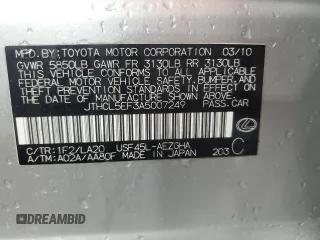 MFD. BY: TOYOTA MOTOR CORPORATION 03/10
GVWR 5850LB GAWR FR 3130LB RR 3130LB
THIS VEHICLE CONFORMS TO ALL APPLICABLE
FEDERAL MOTOR VEHICLE SAFETY, BUMPER, AND
THEFT PREVENTION STANDARDS IN EFFECT ON
THE DATE OF MANUFACTURE SHOWN ABOVE.
JTHCL5EF3A5007249 PASS.CAR
C/TR:1F2/LA20 USF45L-AEZGHA
A/TM:A02A/AA80F MADE IN JAPAN 203
C
DREAMBID